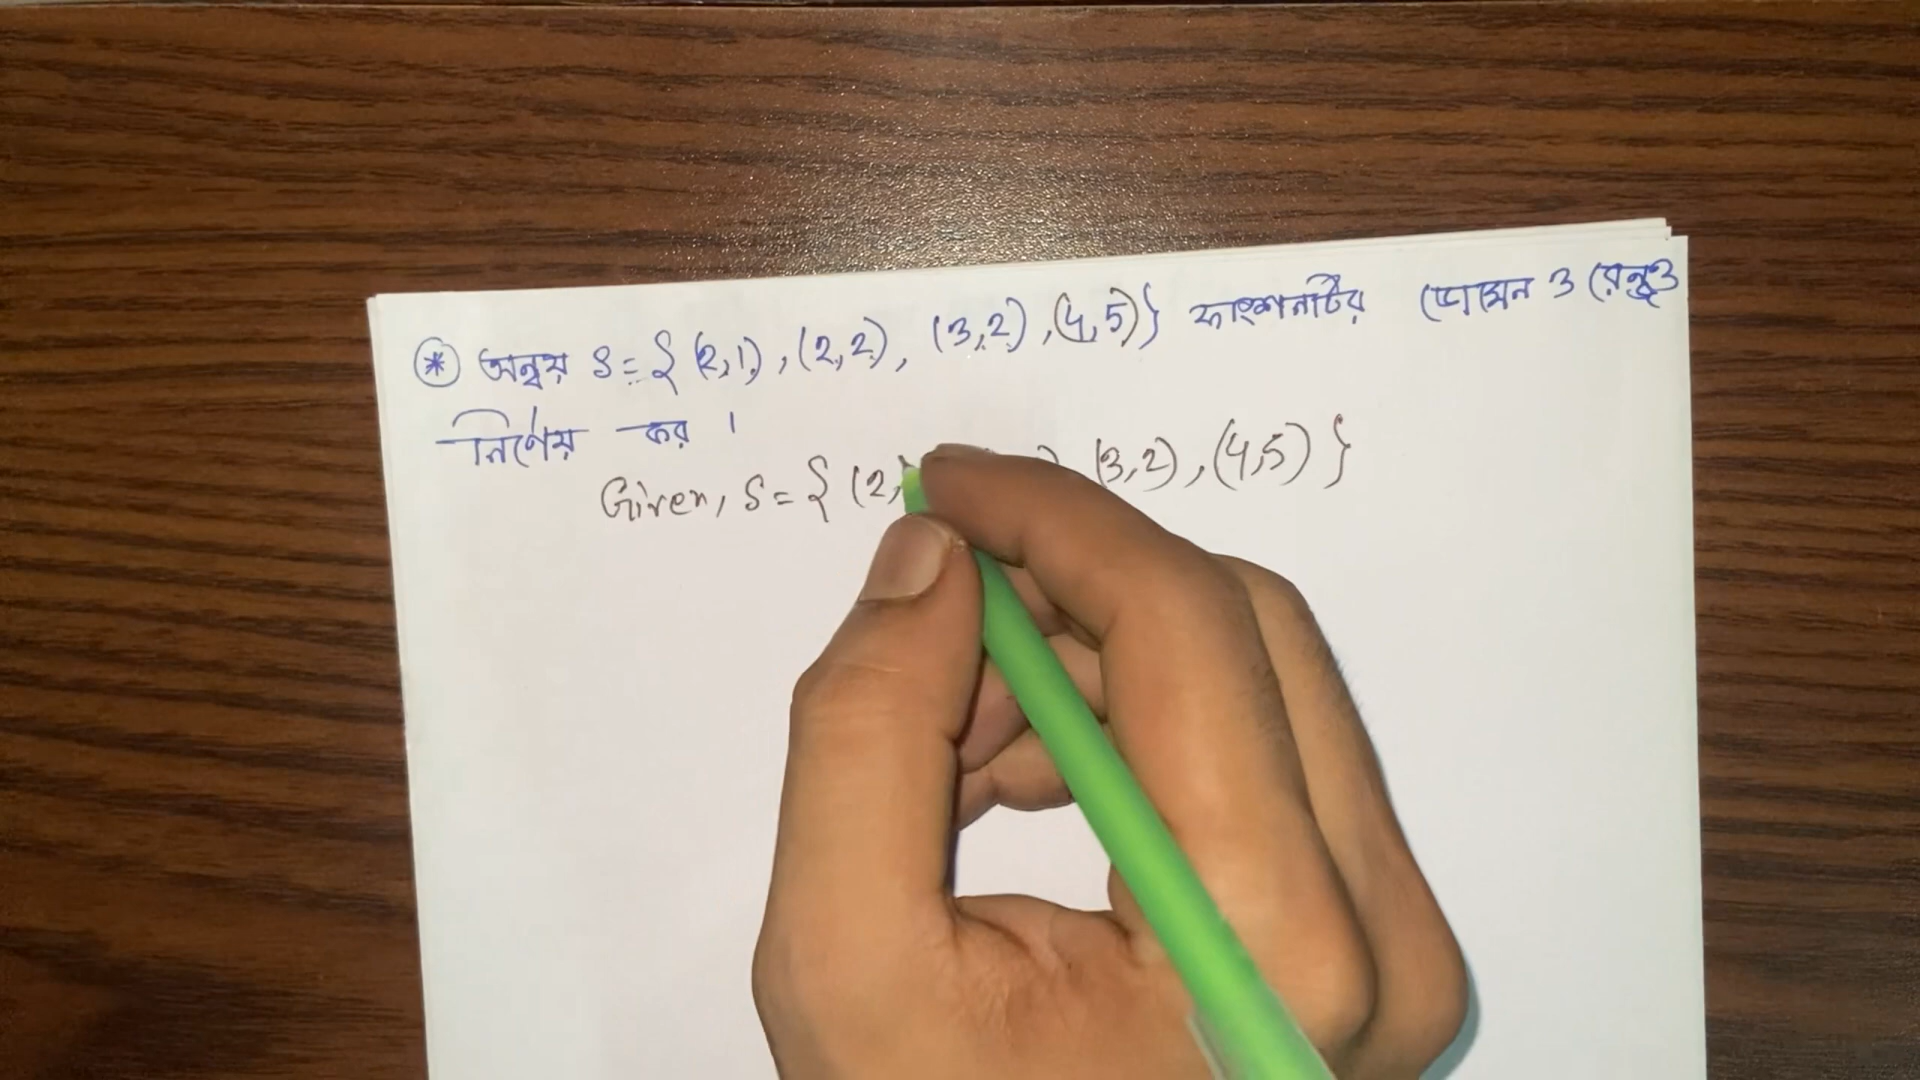 * অন্বয় S = { (2,1) , (2,2) , (3,2) , (4,5) } ফাংশনটির ডোমেন ও রেঞ্জ
নির্ণয় কর ।
Given, S = { (2, (3,2) , (4,5) }